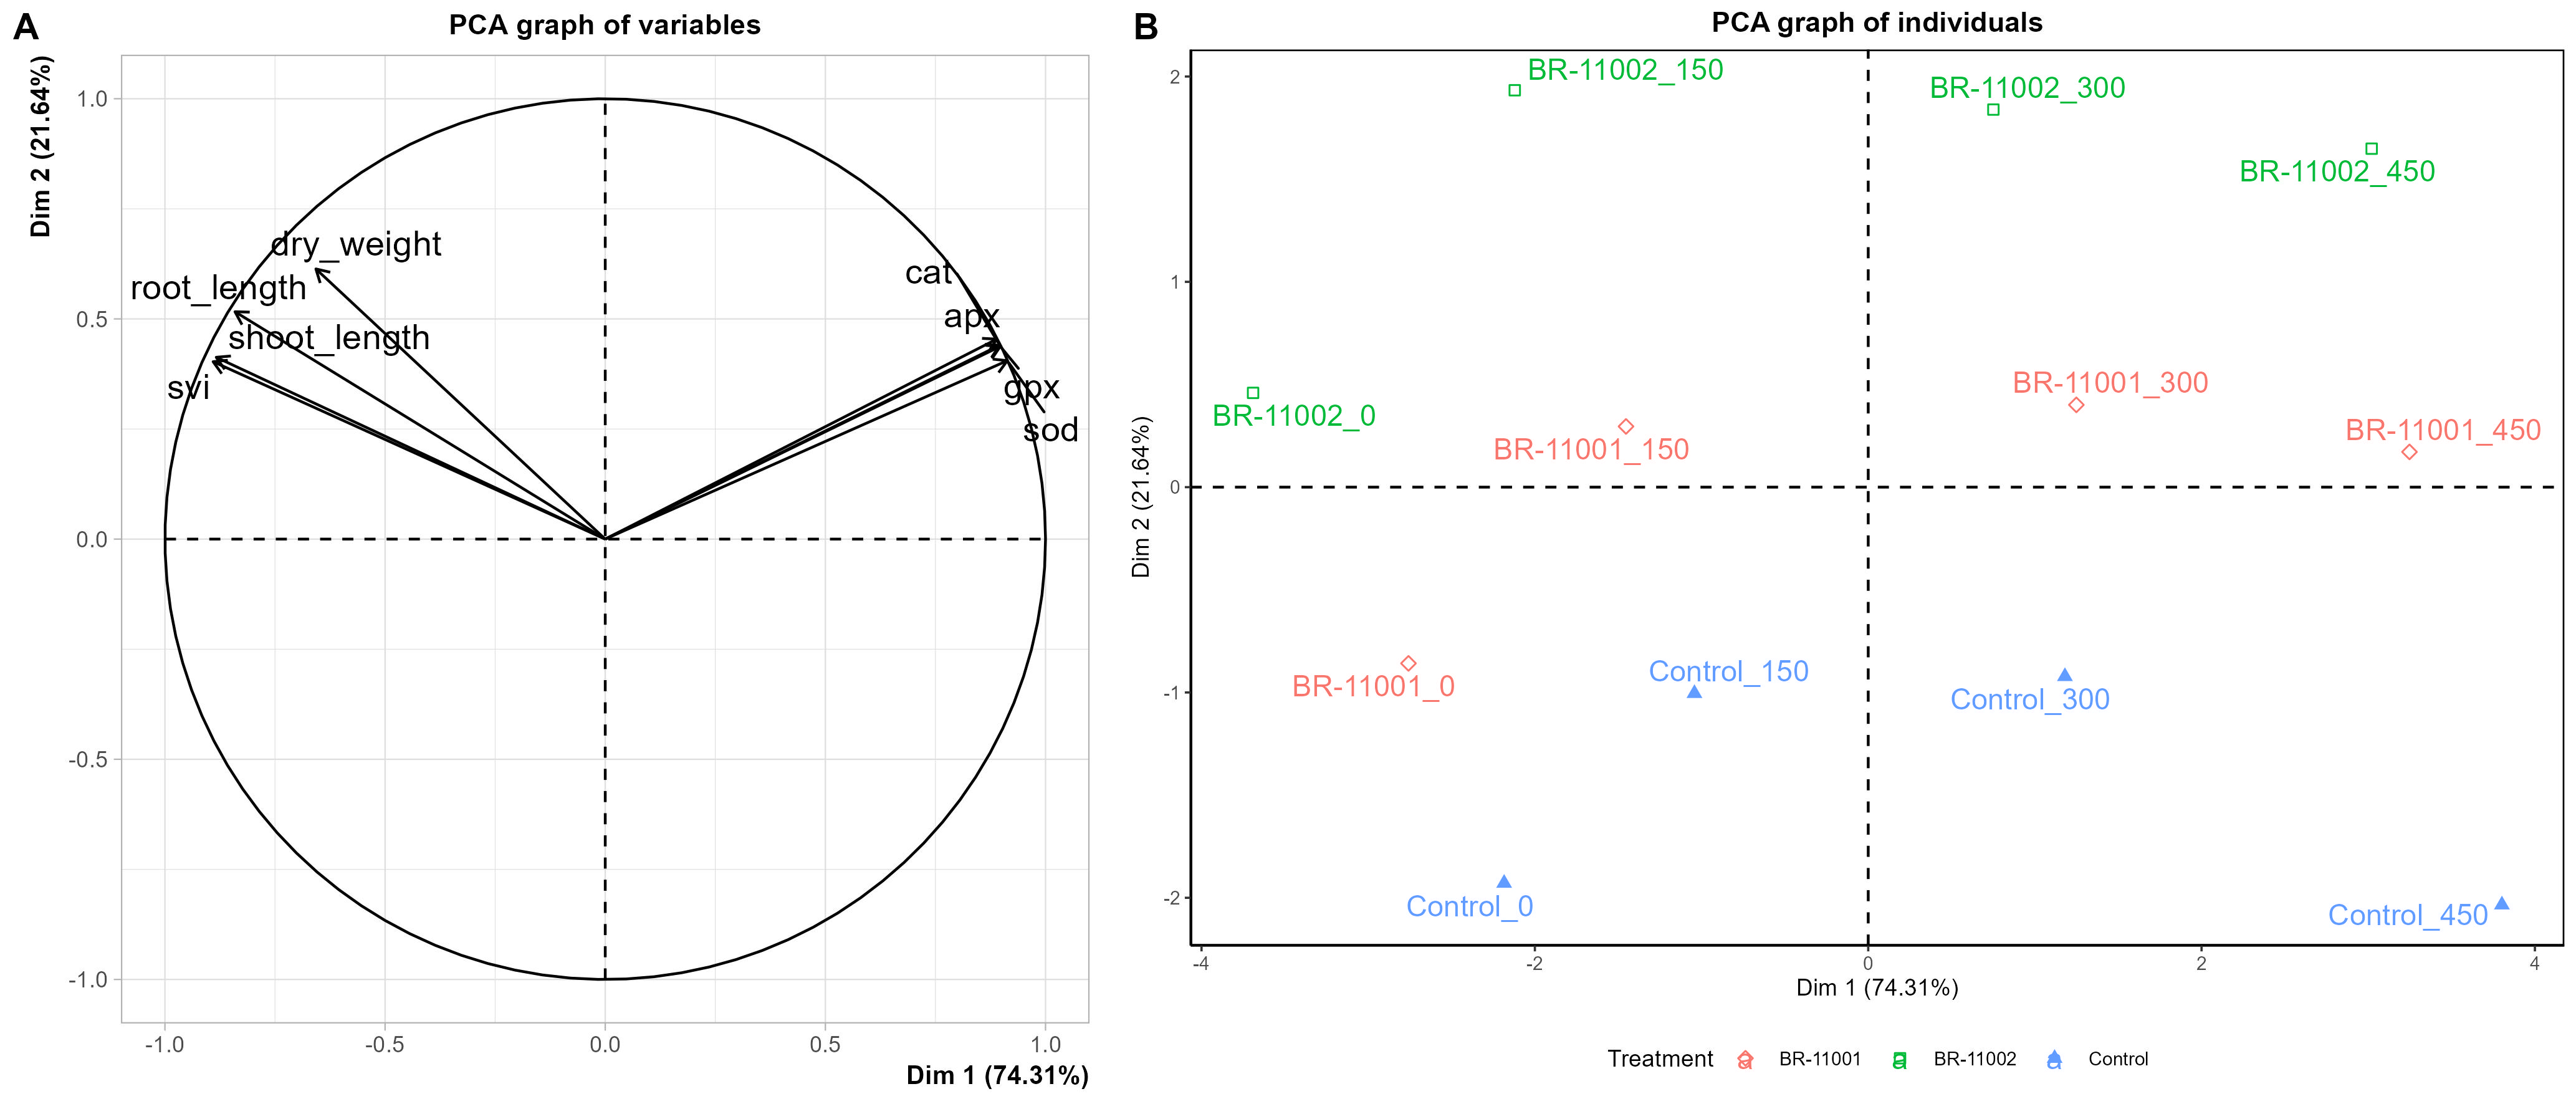 A
PCA graph of variables
Dim 2 (21.64%)
1.0
0.5
0.0
-0.5
-1.0
dry_weight
root_length
shoot_length
svi
cat
apx
gpx
sod
-1.0
-0.5
0.0
0.5
1.0
Dim 1 (74.31%)
B
PCA graph of individuals
Dim 2 (21.64%)
2
1
0
-1
-2
BR-11002_150
BR-11002_300
BR-11002_450
BR-11002_0
BR-11001_300
BR-11001_450
BR-11001_150
BR-11001_0
Control_150
Control_300
Control_0
Control_450
-4
-2
0
2
4
Dim 1 (74.31%)
Treatment
a
BR-11001
a
BR-11002
a
Control